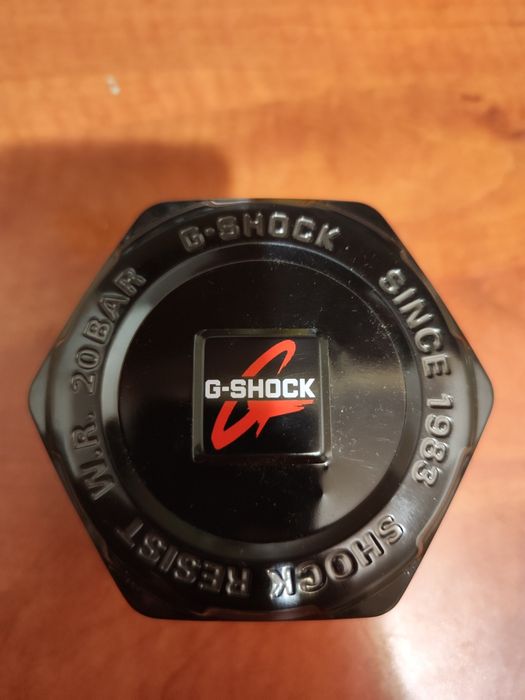 G-SHOCK
SINCE 1983
SHOCK RESIST
W.R. 20BAR
G-SHOCK